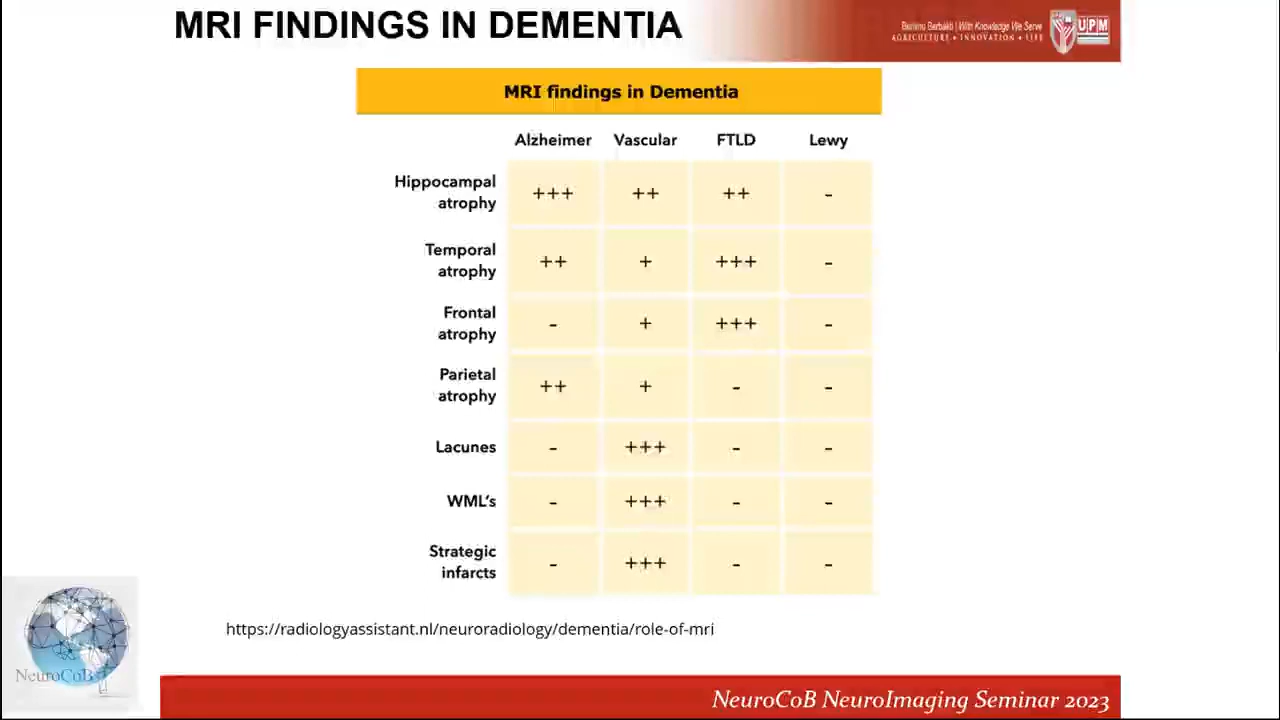 MRI FINDINGS IN DEMENTIA
Berilmu Berbakti | With Knowledge We Serve
AGRICULTURE • INNOVATION • LIFE
UPM
MRI findings in Dementia
Alzheimer Vascular FTLD Lewy
Hippocampal
atrophy
+++ ++ ++ -
Temporal
atrophy
++ + +++ -
Frontal
atrophy
- + +++ -
Parietal
atrophy
++ + - -
Lacunes - +++ - -
WML's - +++ - -
Strategic
infarcts
- +++ - -
https://radiologyassistant.nl/neuroradiology/dementia/role-of-mri
NeuroCoB
NeuroCoB NeuroImaging Seminar 2023